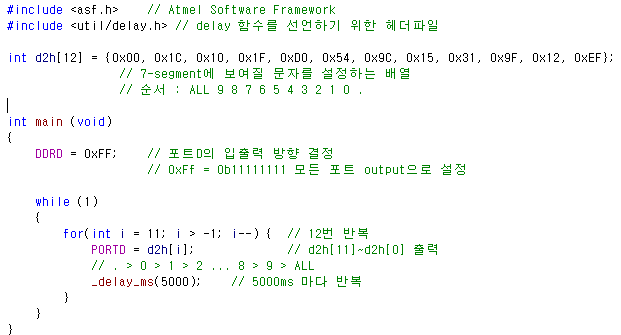 #include <asf.h>    // Atmel Software Framework
#include <util/delay.h> // delay 함수를 선언하기 위한 헤더파일
int d2h[12] = {0x00, 0x1C, 0x10, 0x1F, 0xD0, 0x54, 0x9C, 0x15, 0x31, 0x9F, 0x12, 0xEF};
// 7-segment에 보여질 문자를 설정하는 배열
// 순서 : ALL 9 8 7 6 5 4 3 2 1 0 .
int main (void)
{
DDRD = 0xFF;    // 포트D의 입출력 방향 결정
// 0xFf = 0b11111111 모든 포트 output으로 설정
while (1)
{
for(int i = 11; i > -1; i--) {  // 12번 반복
PORTD = d2h[i];    // d2h[11]~d2h[0] 출력
// . > 0 > 1 > 2 ... 8 > 9 > ALL
_delay_ms(5000);    // 5000ms 마다 반복
}
}
}